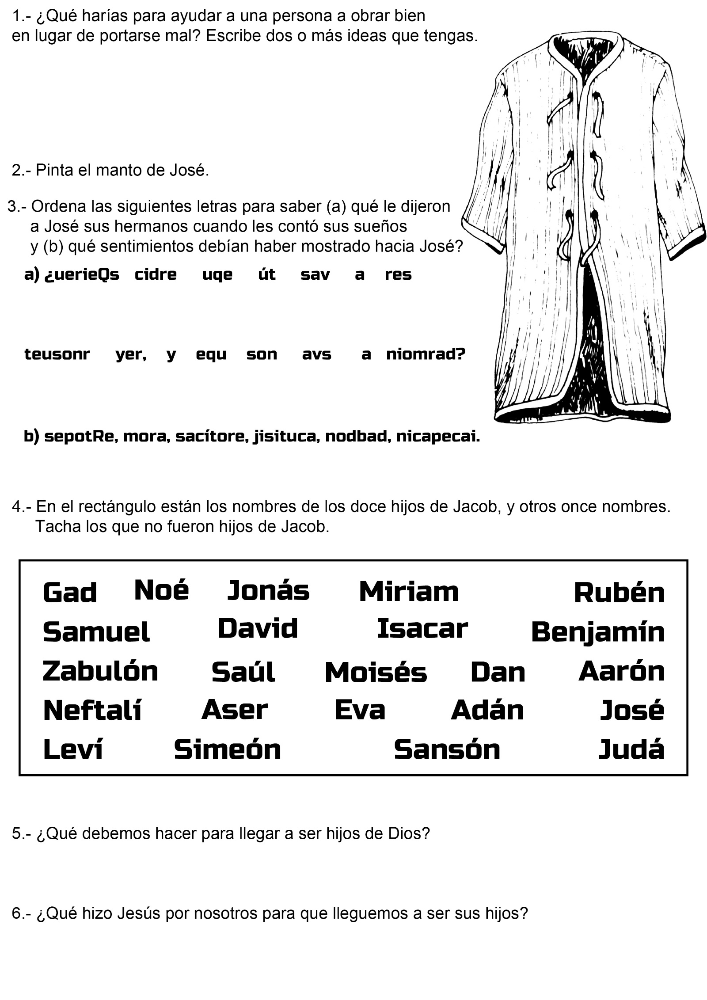 1.- ¿Qué harías para ayudar a una persona a obrar bien
en lugar de portarse mal? Escribe dos o más ideas que tengas.
2.- Pinta el manto de José.
3.- Ordena las siguientes letras para saber (a) qué le dijeron
a José sus hermanos cuando les contó sus sueños
y (b) qué sentimientos debían haber mostrado hacia José?
a) ¿uerieQs cidre uqe út sav a res
teusonr yer, y equ son avs a niomrad?
b) sepotRe, mora, sacítore, jisituca, nodbad, nicapecai.
4.- En el rectángulo están los nombres de los doce hijos de Jacob, y otros once nombres.
Tacha los que no fueron hijos de Jacob.
Gad Noé Jonás Miriam Rubén
Samuel David Isacar Benjamín
Zabulón Saúl Moisés Dan Aarón
Neftalí Aser Eva Adán José
Leví Simeón Sansón Judá
5.- ¿Qué debemos hacer para llegar a ser hijos de Dios?
6.- ¿Qué hizo Jesús por nosotros para que lleguemos a ser sus hijos?